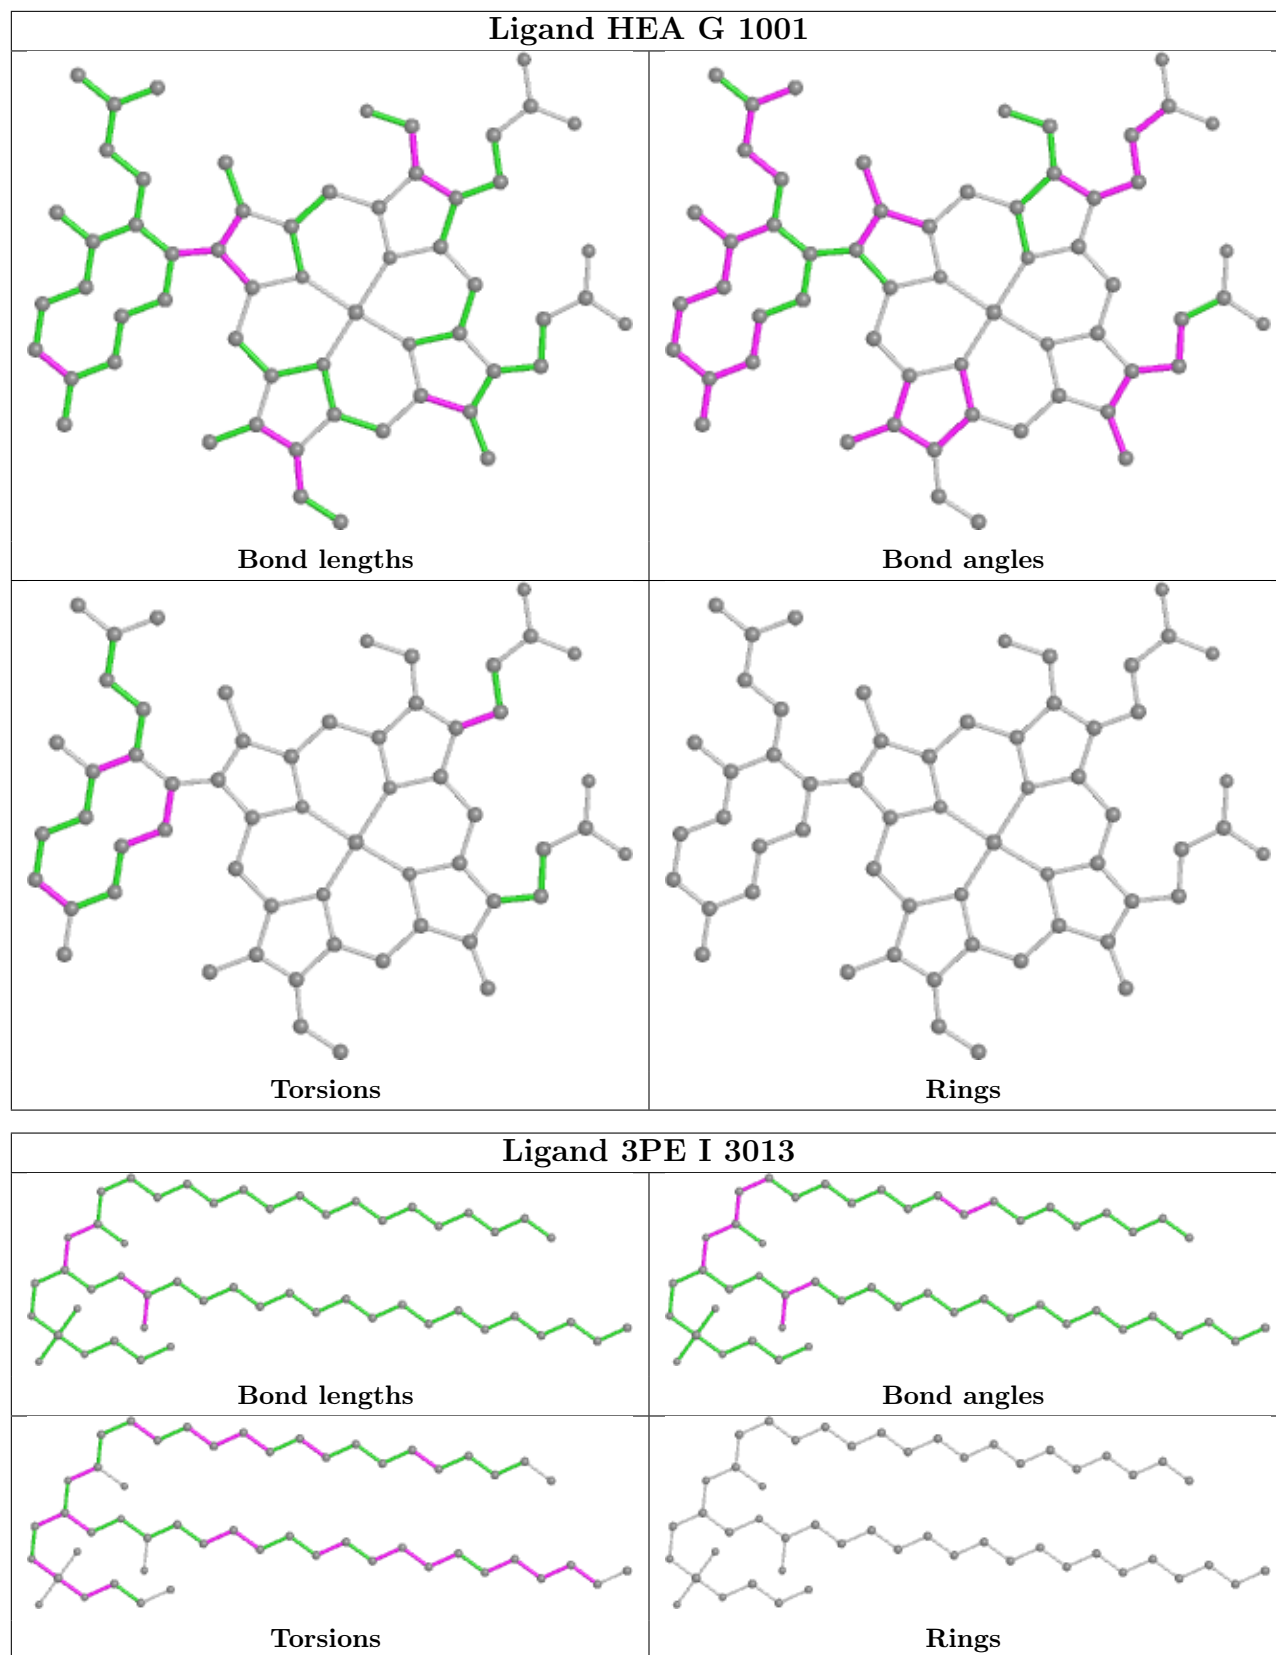 Ligand HEA G 1001
Bond lengths
Bond angles
Torsions
Rings
Ligand 3PE I 3013
Bond lengths
Bond angles
Torsions
Rings